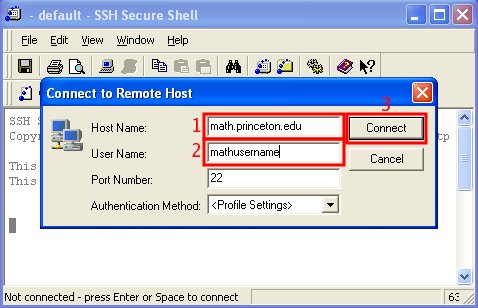 - default - SSH Secure Shell
File Edit View Window Help
Connect to Remote Host
3
1 Host Name: math.princeton.edu Connect
2 User Name: mathusername Cancel
Port Number: 22
Authentication Method: <Profile Settings>
SSH S
Copyr tp
This
This
Not connected - press Enter or Space to connect 63